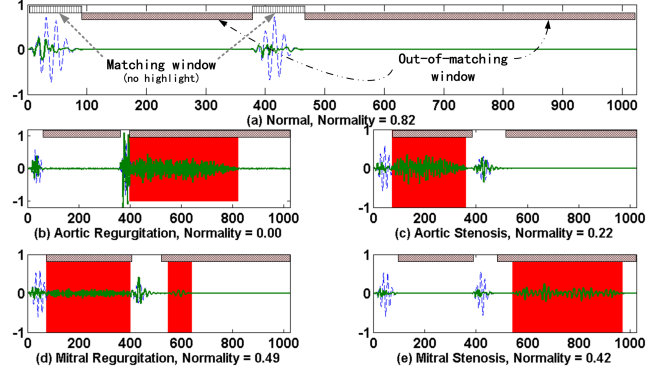 1
0
-1
Matching window
(no highlight)
Out-of-matching
window
0 100 200 300 400 500 600 700 800 900 1000
(a) Normal, Normality = 0.82
1
0
-1
0 200 400 600 800 1000
(b) Aortic Regurgitation, Normality = 0.00
1
0
-1
0 200 400 600 800 1000
(c) Aortic Stenosis, Normality = 0.22
1
0
-1
0 200 400 600 800 1000
(d) Mitral Regurgitation, Normality = 0.49
1
0
-1
0 200 400 600 800 1000
(e) Mitral Stenosis, Normality = 0.42